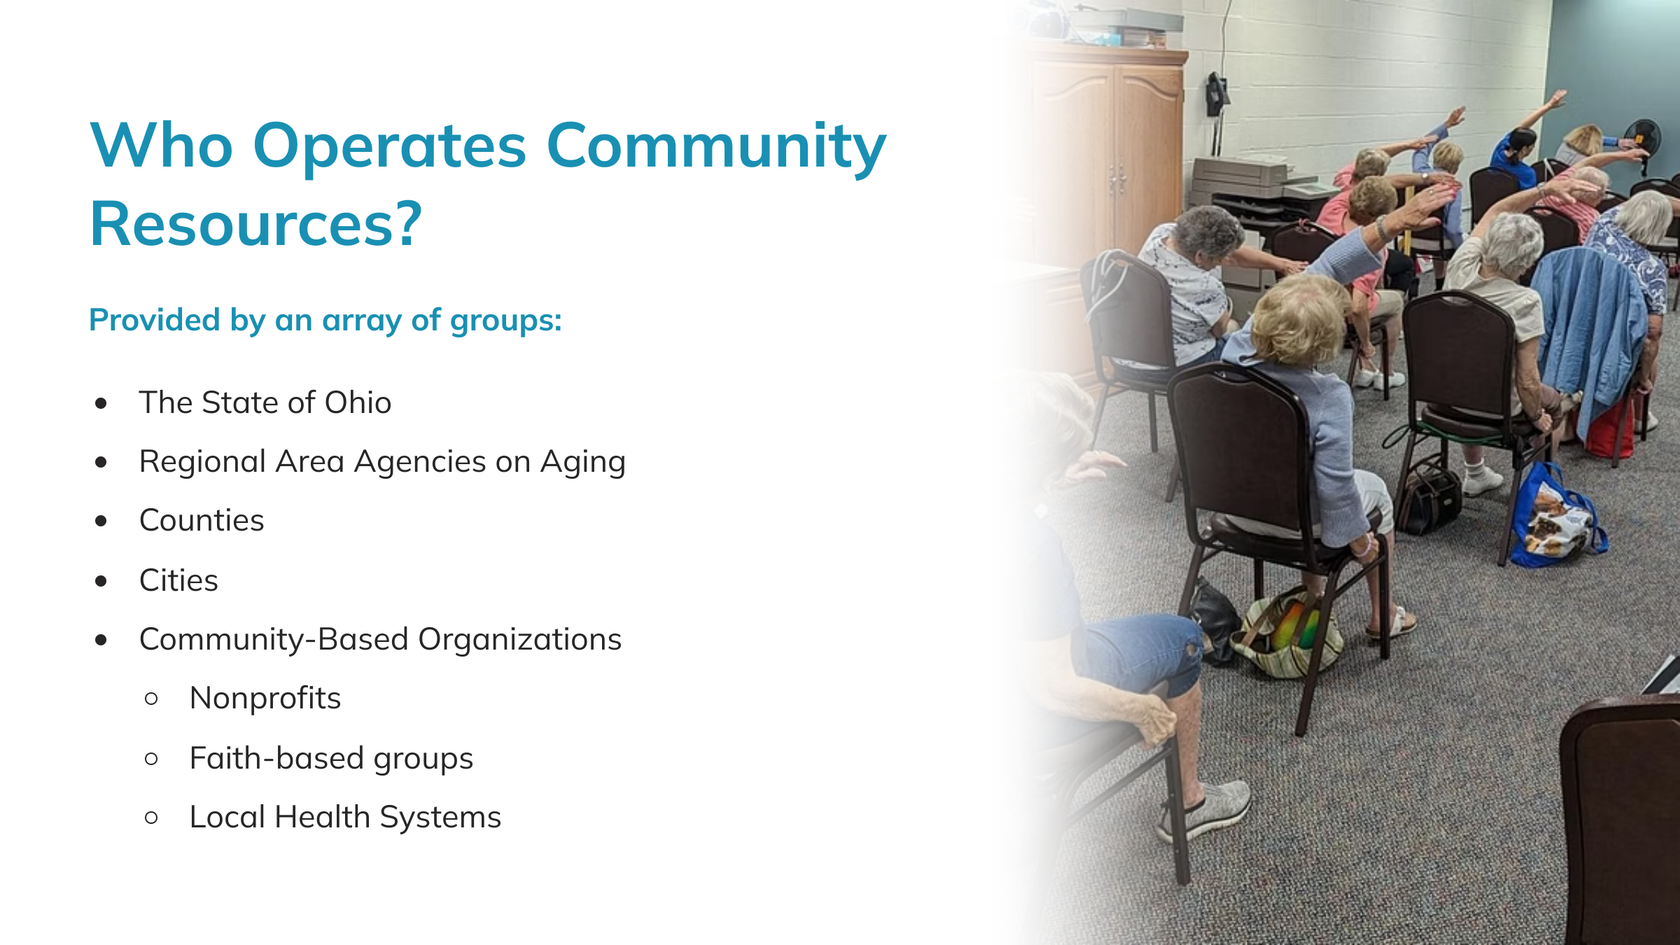 Who Operates Community
Resources?
Provided by an array of groups:
• The State of Ohio
• Regional Area Agencies on Aging
• Counties
• Cities
• Community-Based Organizations
○ Nonprofits
○ Faith-based groups
○ Local Health Systems